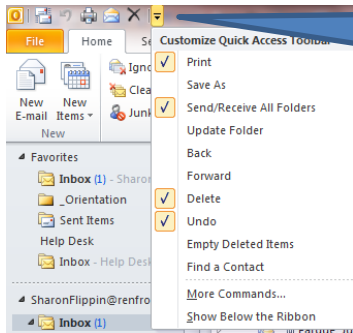 File
Home
Se
Customize Quick Access Toolbar
Print
Save As
Send/Receive All Folders
Update Folder
Back
Forward
Delete
Undo
Empty Deleted Items
Find a Contact
More Commands...
Show Below the Ribbon
New E-mail
New Items
Igno
Clea
Junk
New
Favorites
Inbox (1) - Sharon
_Orientation
Sent Items
Help Desk
Inbox - Help Desk
SharonFlippin@renfro
Inbox (1)